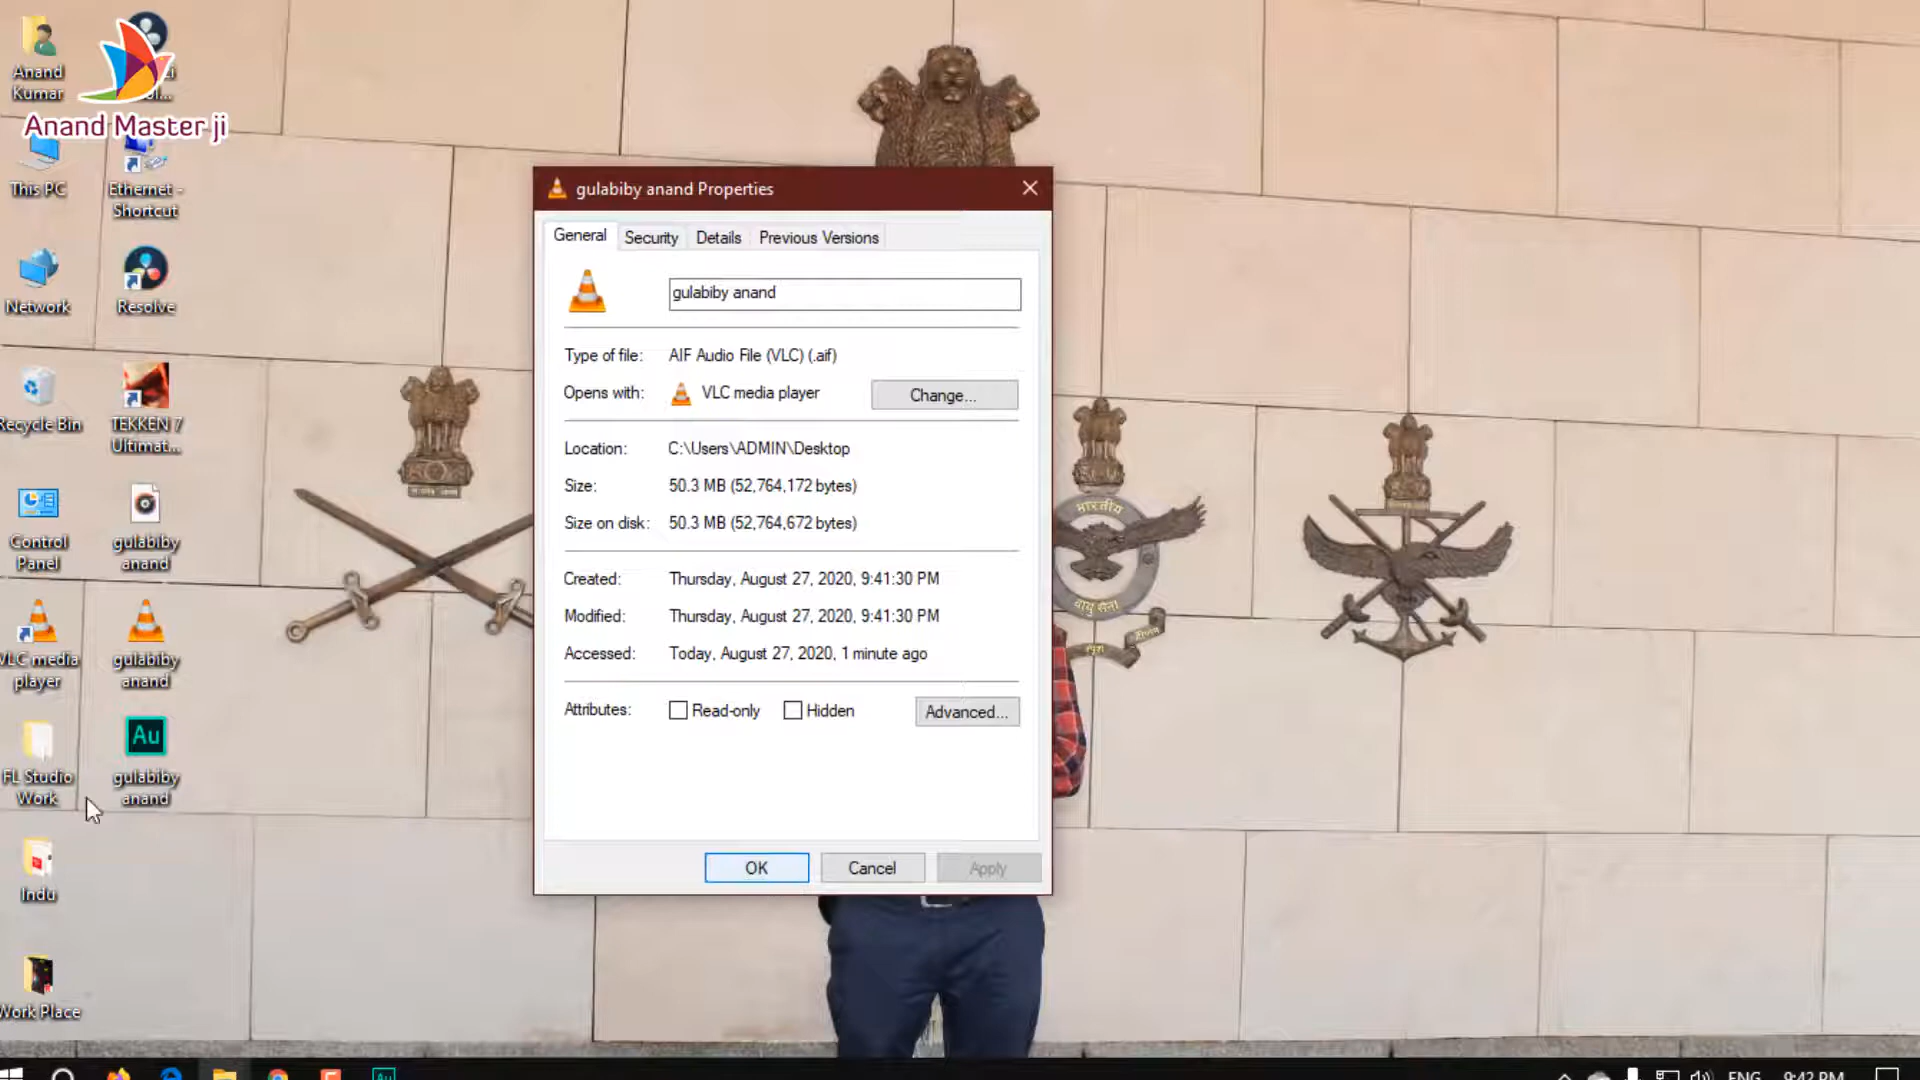 Anand
Kumar
Anand Master ji
This PC
Ethernet -
Shortcut
Network
Resolve
Recycle Bin
TEKKEN 7
Ultimat...
Control
Panel
gulabiby
anand
VLC media
player
gulabiby
anand
FL Studio
Work
Au
gulabiby
anand
Indu
Work Place
gulabiby anand Properties
General
Security
Details
Previous Versions
gulabiby anand
Type of file: AIF Audio File (VLC) (.aif)
Opens with: VLC media player
Change...
Location: C:\Users\ADMIN\Desktop
Size: 50.3 MB (52,764,172 bytes)
Size on disk: 50.3 MB (52,764,672 bytes)
Created: Thursday, August 27, 2020, 9:41:30 PM
Modified: Thursday, August 27, 2020, 9:41:30 PM
Accessed: Today, August 27, 2020, 1 minute ago
Attributes: Read-only Hidden
Advanced...
OK
Cancel
Apply
भारतीय
वायु सेना
Au
ENG
9:42 PM